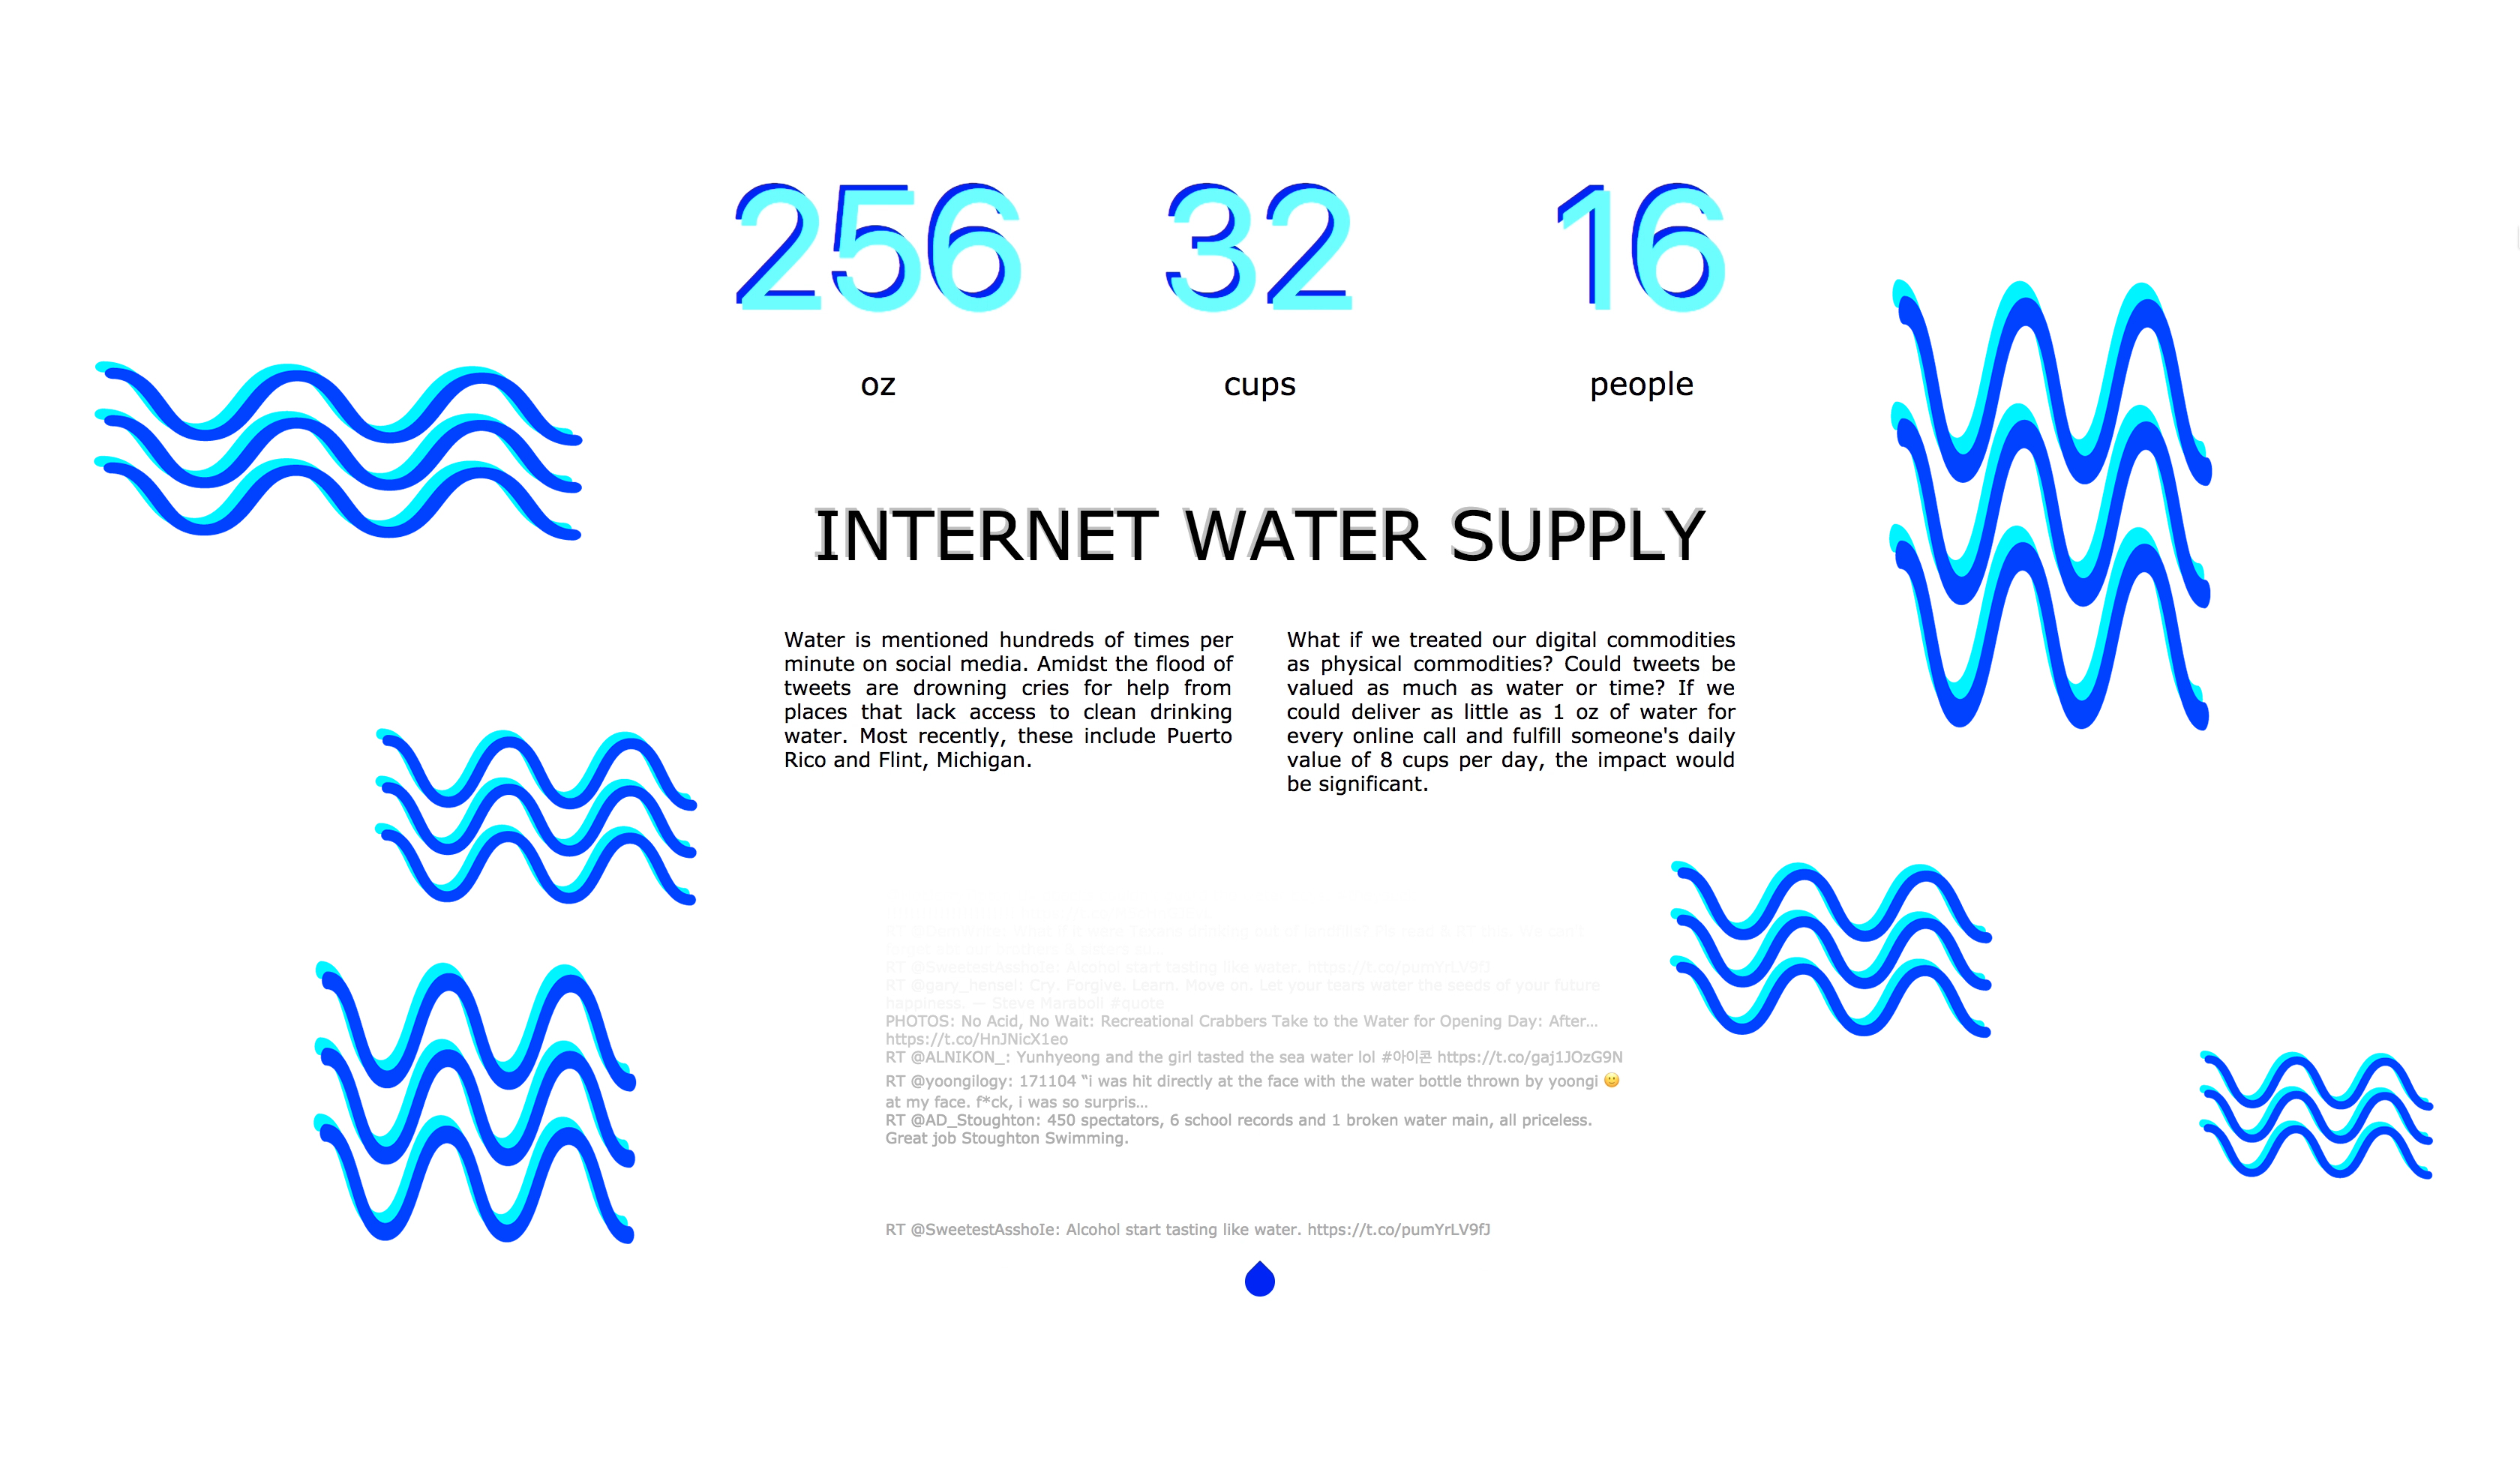 256 32 16
oz cups people
INTERNET WATER SUPPLY
Water is mentioned hundreds of times per
minute on social media. Amidst the flood of
tweets are drowning cries for help from
places that lack access to clean drinking
water. Most recently, these include Puerto
Rico and Flint, Michigan.
What if we treated our digital commodities
as physical commodities? Could tweets be
valued as much as water or time? If we
could deliver as little as 1 oz of water for
every online call and fulfill someone's daily
value of 8 cups per day, the impact would
be significant.
RT @SweetestAsshoIe: Alcohol start tasting like water. https://t.co/pumYrLV9fJ
RT @gary_hensel: Cry. Forgive. Learn. Move on. Let your tears water the seeds of your future
happiness. — Steve Maraboli #quote
PHOTOS: No Acid, No Wait: Recreational Crabbers Take to the Water for Opening Day: After…
https://t.co/HnJNicX1eo
RT @ALNIKON_: Yunhyeong and the girl tasted the sea water lol #아이콘 https://t.co/gaj1JOzG9N
RT @yoongilogy: 171104 “i was hit directly at the face with the water bottle thrown by yoongi 🙂
at my face. f*ck, i was so surpris…
RT @AD_Stoughton: 450 spectators, 6 school records and 1 broken water main, all priceless.
Great job Stoughton Swimming.
RT @SweetestAsshoIe: Alcohol start tasting like water. https://t.co/pumYrLV9fJ